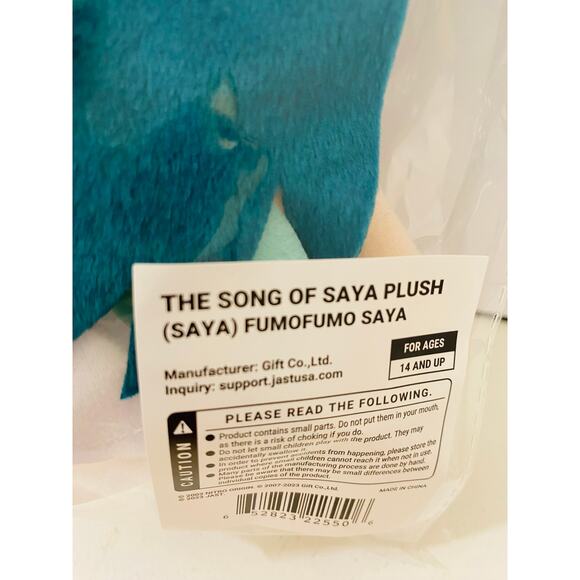 THE SONG OF SAYA PLUSH
(SAYA) FUMOFUMO SAYA
Manufacturer: Gift Co.,Ltd.
Inquiry: support.jastusa.com
FOR AGES
14 AND UP
CAUTION
PLEASE READ THE FOLLOWING.
● Product contains small parts. Do not put them in your mouth,
as there is a risk of choking if you do.
● Do not let small children play with the product. They may
accidentally swallow it.
● In order to prevent accidents from happening, please store the
product where small children cannot reach it when not in use.
● Many parts of the manufacturing process are done by hand.
Please be aware that there may be small differences between
individual copies of the product.
© 2003 NITRO ORIGIN. © 2007-2023 Gift Co.,Ltd.
© 2023 JAST
MADE IN CHINA
6 52823 22550 6